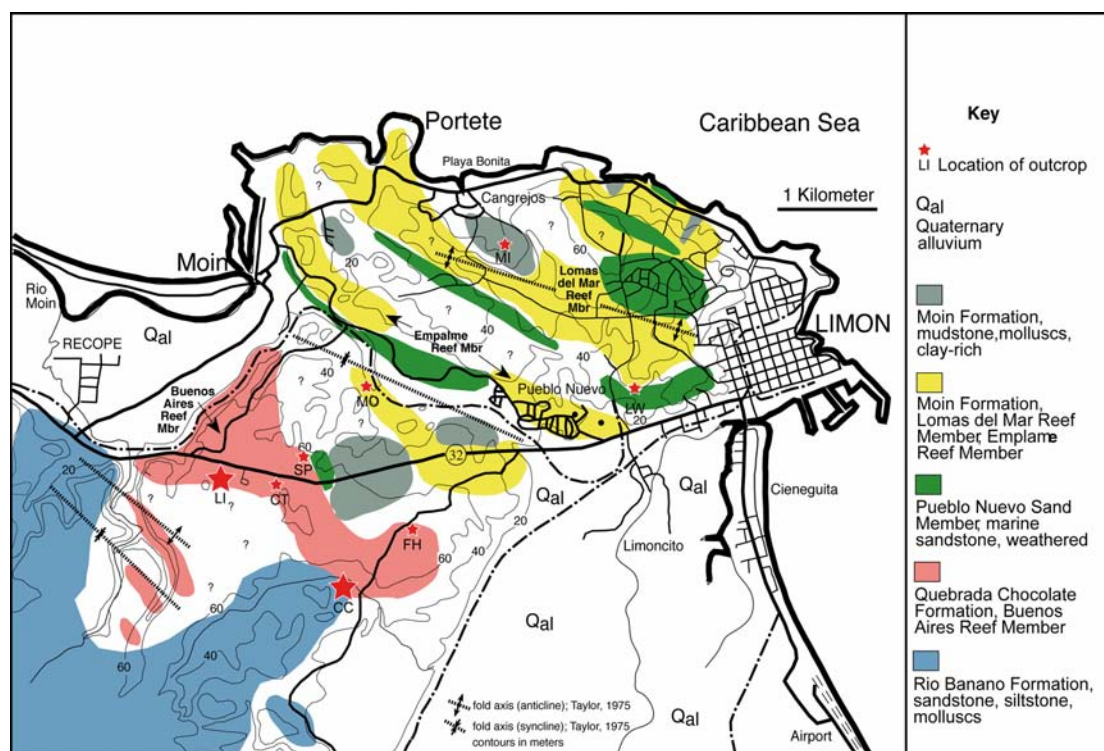 Portete
Caribbean Sea
Playa Bonita
Cangrejos
1 Kilometer
?
?
?
MI
60
Moin
20
?
?
Lomas
del Mar
Reef
Mbr
Rio
Moin
Qal
RECOPE
40
?
?
LIMON
Empalme
Reef Mbr
40
?
40
Buenos
Aires
Reef
Mbr
MO
?
Pueblo Nuevo
LW
20
60
SP
32
20
?
LI
?
CT
Qal
Qal
Cieneguita
?
FH
20
60
40
Limoncito
?
60
CC
60
40
Qal
Qal
fold axis (anticline); Taylor, 1975
fold axis (syncline); Taylor, 1975
contours in meters
Airport
Key
LI Location of outcrop
Qal
Quaternary
alluvium
Moin Formation,
mudstone,molluscs,
clay-rich
Moin Formation,
Lomas del Mar Reef
Member, Emplame
Reef Member
Pueblo Nuevo Sand
Member, marine
sandstone, weathered
Quebrada Chocolate
Formation, Buenos
Aires Reef Member
Rio Banano Formation,
sandstone, siltstone,
molluscs